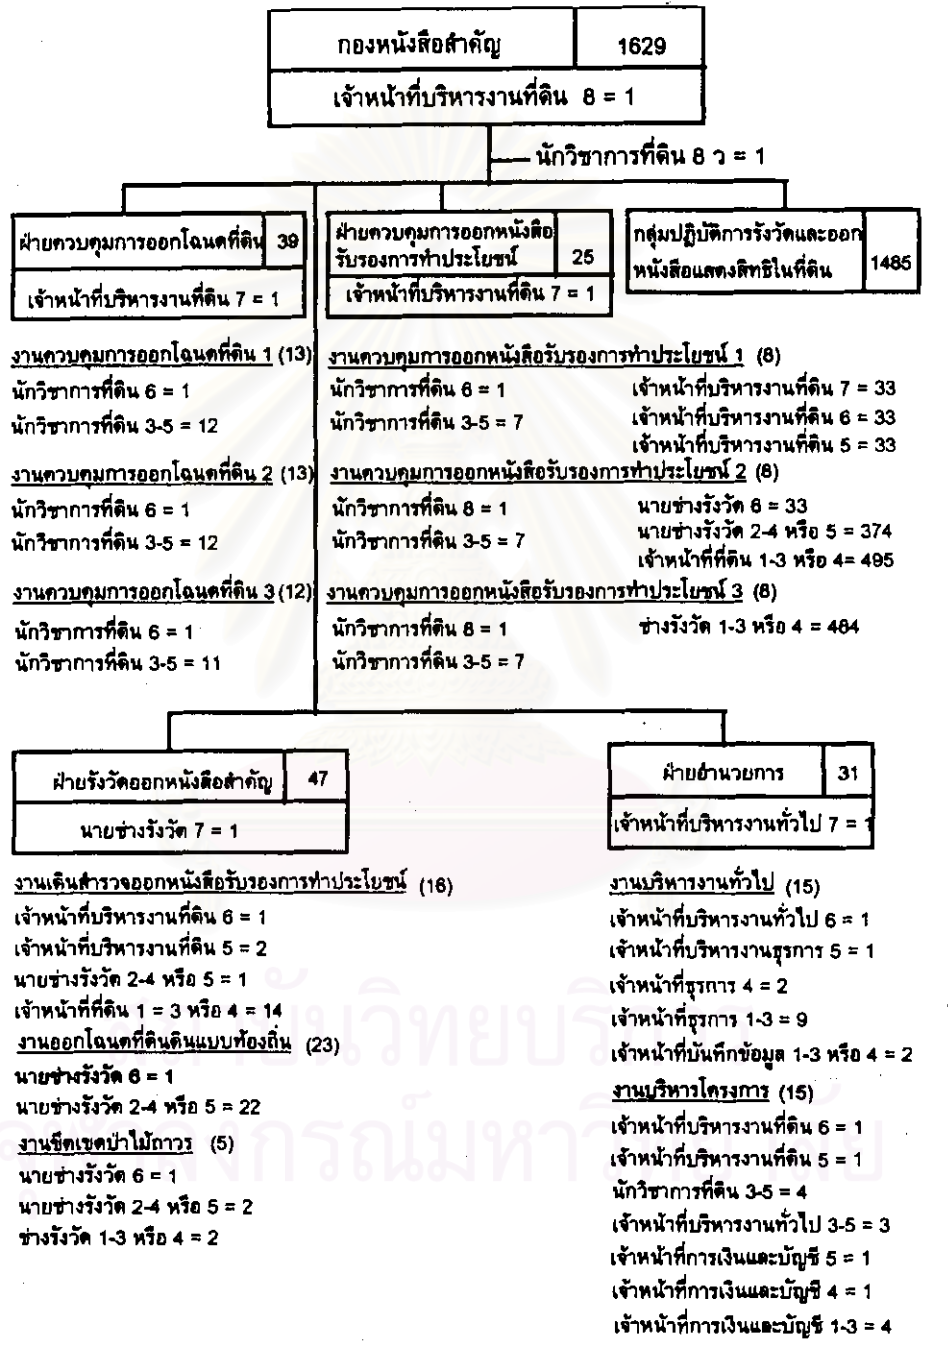 กองหนังสือสำคัญ 1629
เจ้าหน้าที่บริหารงานที่ดิน 8 = 1
นักวิชาการที่ดิน 8 ว = 1
ฝ่ายควบคุมการออกโฉนดที่ดิน 39
เจ้าหน้าที่บริหารงานที่ดิน 7 = 1
ฝ่ายควบคุมการออกหนังสือ
รับรองการทำประโยชน์ 25
เจ้าหน้าที่บริหารงานที่ดิน 7 = 1
กลุ่มปฏิบัติการรังวัดและออก
หนังสือแสดงสิทธิในที่ดิน 1485
งานควบคุมการออกโฉนดที่ดิน 1 (13)
นักวิชาการที่ดิน 6 = 1
นักวิชาการที่ดิน 3-5 = 12
งานควบคุมการออกโฉนดที่ดิน 2 (13)
นักวิชาการที่ดิน 6 = 1
นักวิชาการที่ดิน 3-5 = 12
งานควบคุมการออกโฉนดที่ดิน 3 (12)
นักวิชาการที่ดิน 6 = 1
นักวิชาการที่ดิน 3-5 = 11
งานควบคุมการออกหนังสือรับรองการทำประโยชน์ 1 (8)
นักวิชาการที่ดิน 6 = 1
นักวิชาการที่ดิน 3-5 = 7
งานควบคุมการออกหนังสือรับรองการทำประโยชน์ 2 (8)
นักวิชาการที่ดิน 8 = 1
นักวิชาการที่ดิน 3-5 = 7
งานควบคุมการออกหนังสือรับรองการทำประโยชน์ 3 (8)
นักวิชาการที่ดิน 8 = 1
นักวิชาการที่ดิน 3-5 = 7
เจ้าหน้าที่บริหารงานที่ดิน 7 = 33
เจ้าหน้าที่บริหารงานที่ดิน 6 = 33
เจ้าหน้าที่บริหารงานที่ดิน 5 = 33
นายช่างรังวัด 6 = 33
นายช่างรังวัด 2-4 หรือ 5 = 374
เจ้าหน้าที่ที่ดิน 1-3 หรือ 4= 495
ช่างรังวัด 1-3 หรือ 4 = 484
ฝ่ายรังวัดออกหนังสือสำคัญ 47
นายช่างรังวัด 7 = 1
งานเดินสำรวจออกหนังสือรับรองการทำประโยชน์ (16)
เจ้าหน้าที่บริหารงานที่ดิน 6 = 1
เจ้าหน้าที่บริหารงานที่ดิน 5 = 2
นายช่างรังวัด 2-4 หรือ 5 = 1
เจ้าหน้าที่ที่ดิน 1 = 3 หรือ 4 = 14
งานออกโฉนดที่ดินดินแบบท้องถิ่น (23)
นายช่างรังวัด 6 = 1
นายช่างรังวัด 2-4 หรือ 5 = 22
งานขีดเขตป่าไม้ถาวร (5)
นายช่างรังวัด 6 = 1
นายช่างรังวัด 2-4 หรือ 5 = 2
ช่างรังวัด 1-3 หรือ 4 = 2
ฝ่ายอำนวยการ 31
เจ้าหน้าที่บริหารงานทั่วไป 7 = 1
งานบริหารงานทั่วไป (15)
เจ้าหน้าที่บริหารงานทั่วไป 6 = 1
เจ้าหน้าที่บริหารงานธุรการ 5 = 1
เจ้าหน้าที่ธุรการ 4 = 2
เจ้าหน้าที่ธุรการ 1-3 = 9
เจ้าหน้าที่บันทึกข้อมูล 1-3 หรือ 4 = 2
งานบริหารโครงการ (15)
เจ้าหน้าที่บริหารงานที่ดิน 6 = 1
เจ้าหน้าที่บริหารงานที่ดิน 5 = 1
นักวิชาการที่ดิน 3-5 = 4
เจ้าหน้าที่บริหารงานทั่วไป 3-5 = 3
เจ้าหน้าที่การเงินและบัญชี 5 = 1
เจ้าหน้าที่การเงินและบัญชี 4 = 1
เจ้าหน้าที่การเงินและบัญชี 1-3 = 4